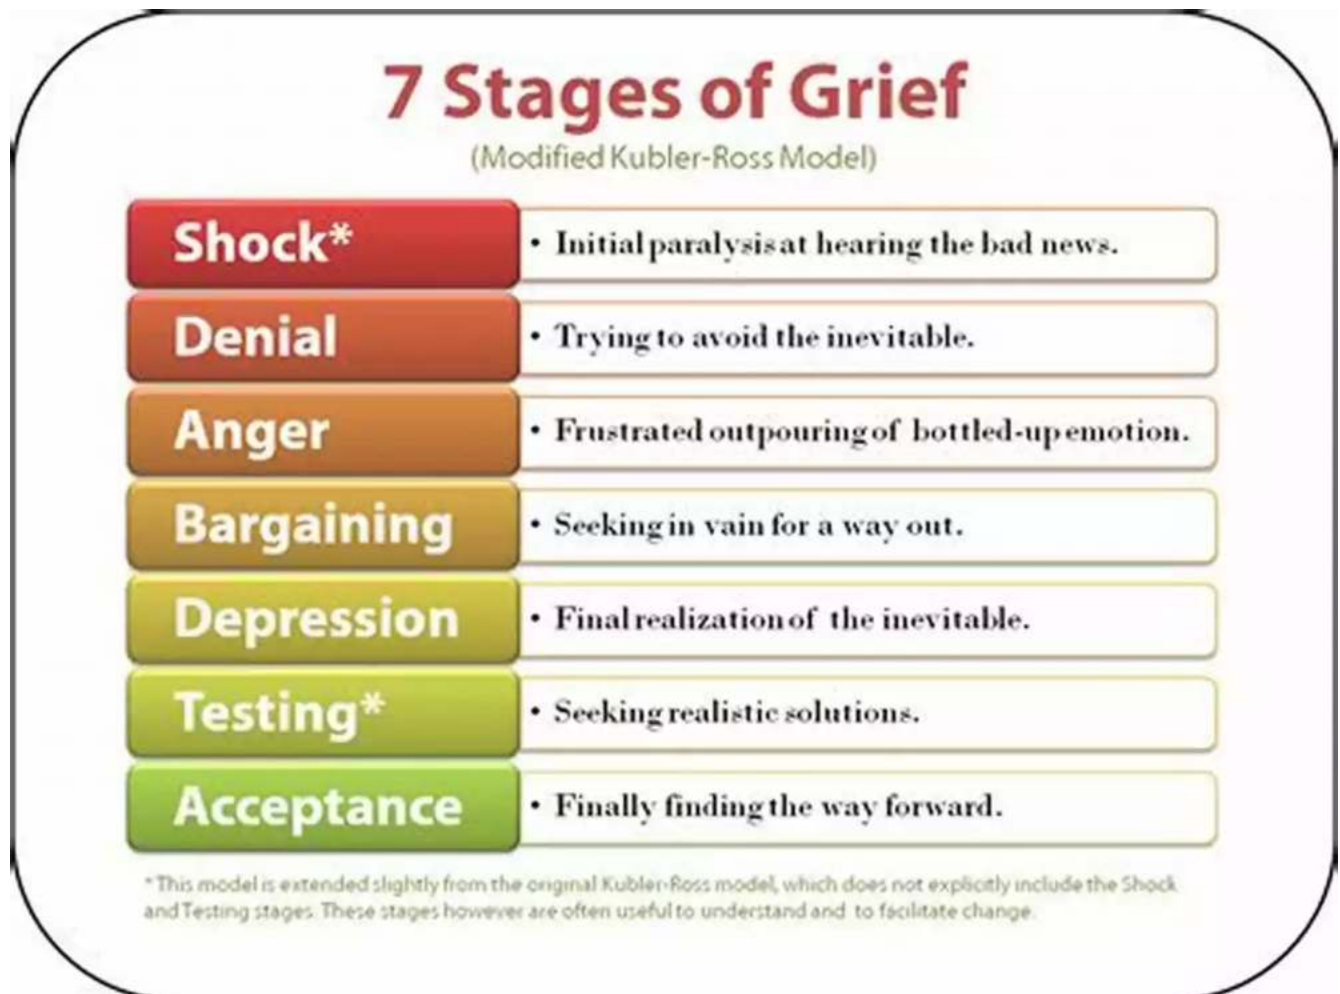 7 Stages of Grief
(Modified Kubler-Ross Model)
Shock*
• Initial paralysis at hearing the bad news.
Denial
• Trying to avoid the inevitable.
Anger
• Frustrated outpouring of bottled-up emotion.
Bargaining
• Seeking in vain for a way out.
Depression
• Final realization of the inevitable.
Testing*
• Seeking realistic solutions.
Acceptance
• Finally finding the way forward.
* This model is extended slightly from the original Kubler-Ross model, which does not explicitly include the Shock
and Testing stages. These stages however are often useful to understand and to facilitate change.